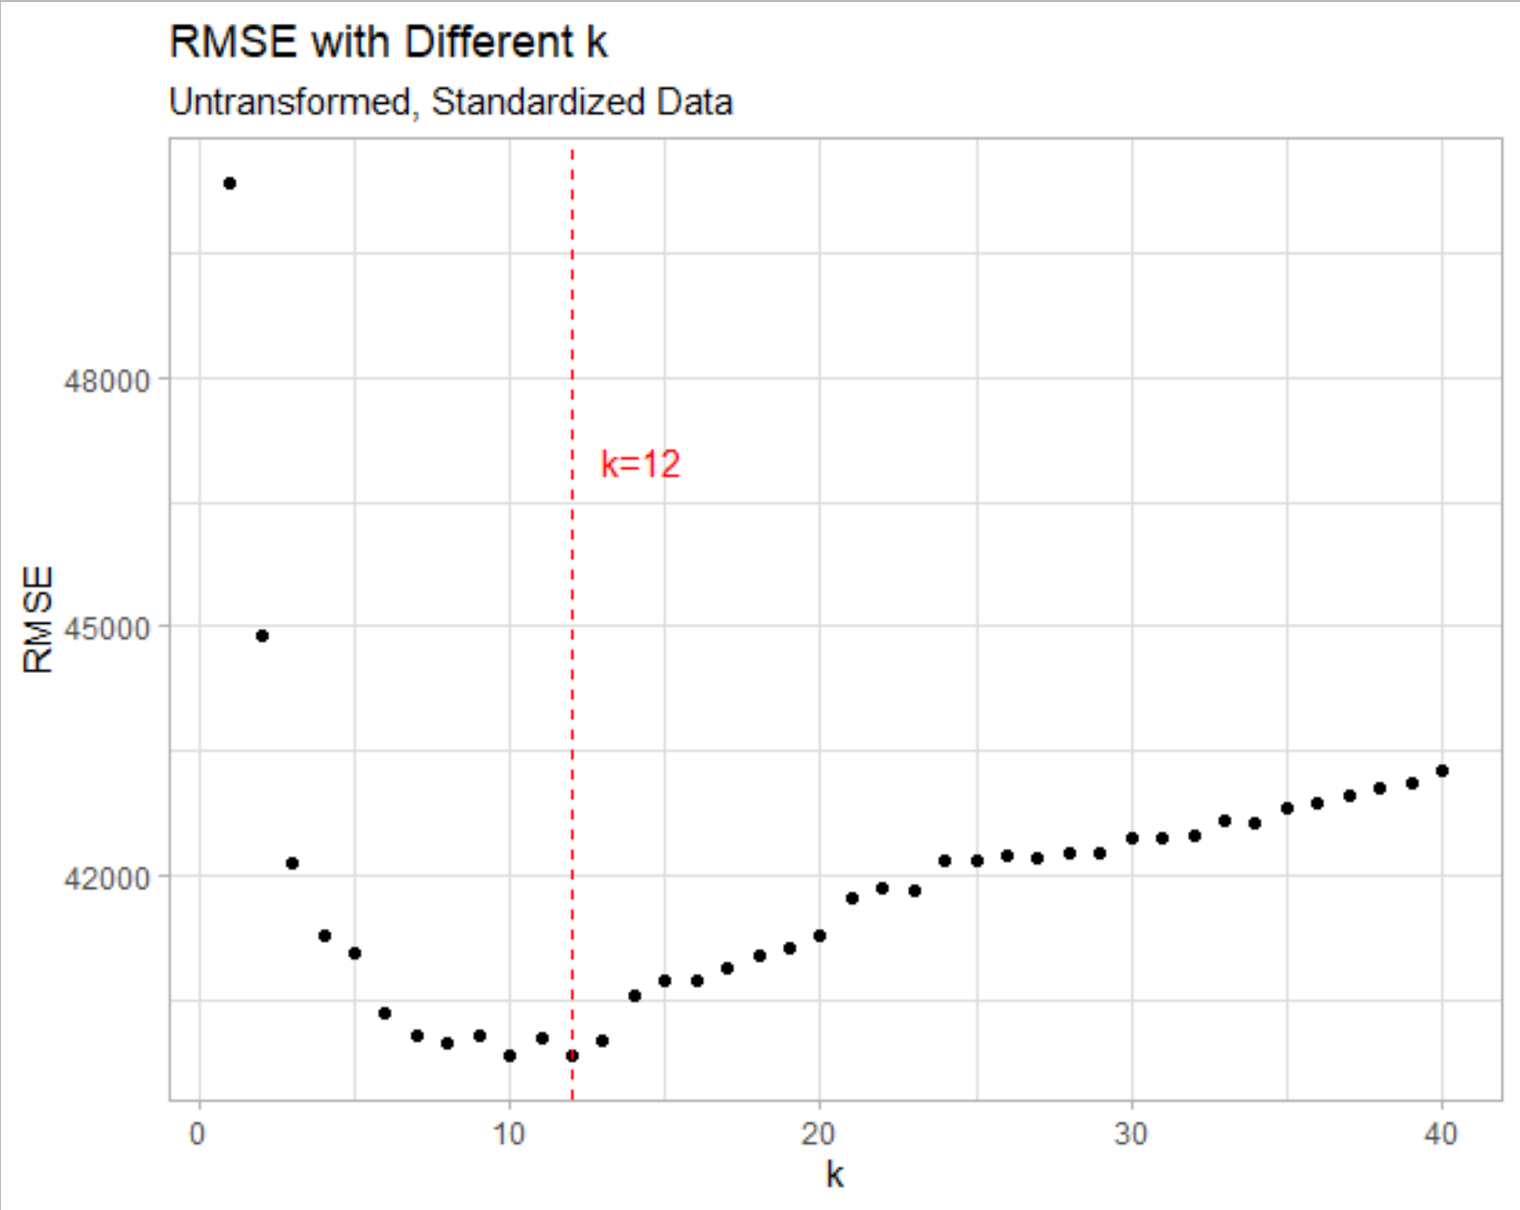 RMSE with Different k
Untransformed, Standardized Data
48000
k=12
RMSE
45000
42000
0 10 20 30 40
k